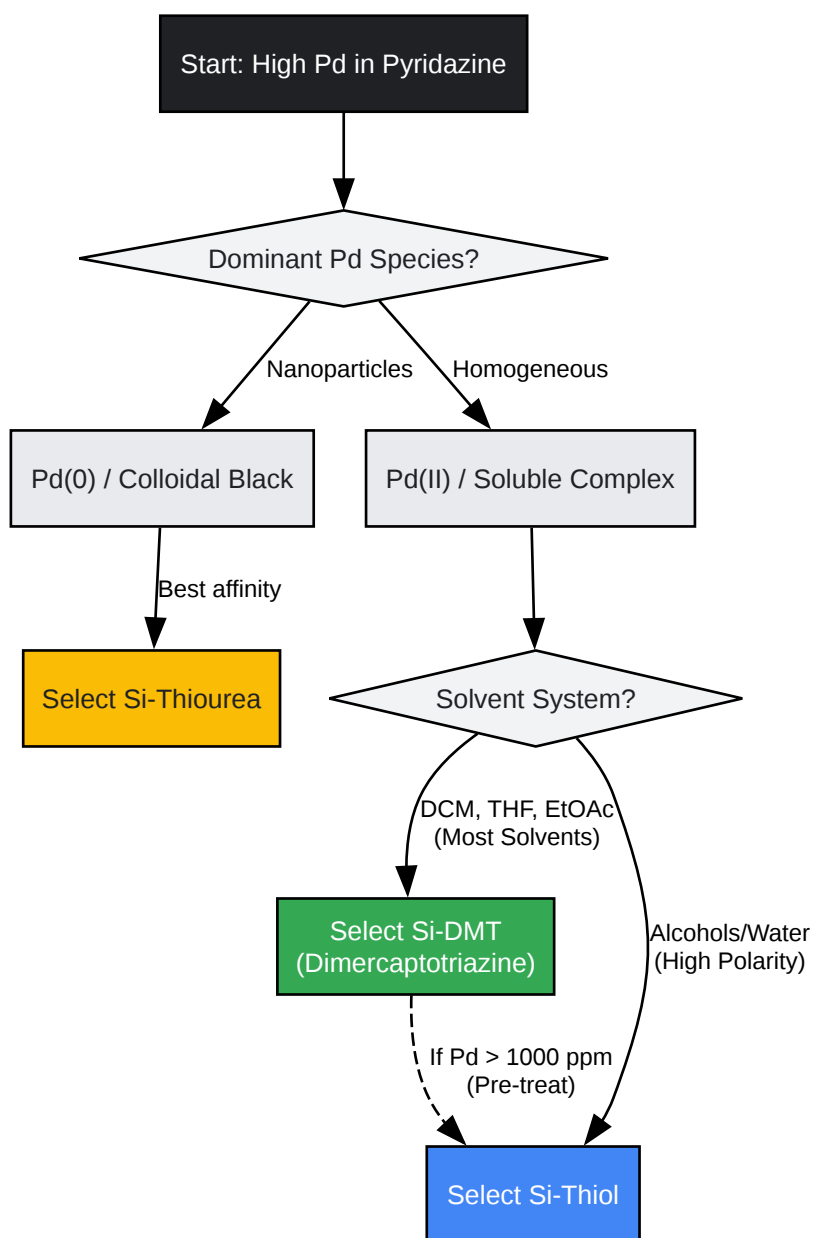 Start: High Pd in Pyridazine
Dominant Pd Species?
Nanoparticles
Homogeneous
Pd(0) / Colloidal Black
Pd(II) / Soluble Complex
Best affinity
Select Si-Thiourea
Solvent System?
DCM, THF, EtOAc
(Most Solvents)
Select Si-DMT
(Dimercaptotriazine)
Alcohols/Water
(High Polarity)
If Pd > 1000 ppm
(Pre-treat)
Select Si-Thiol